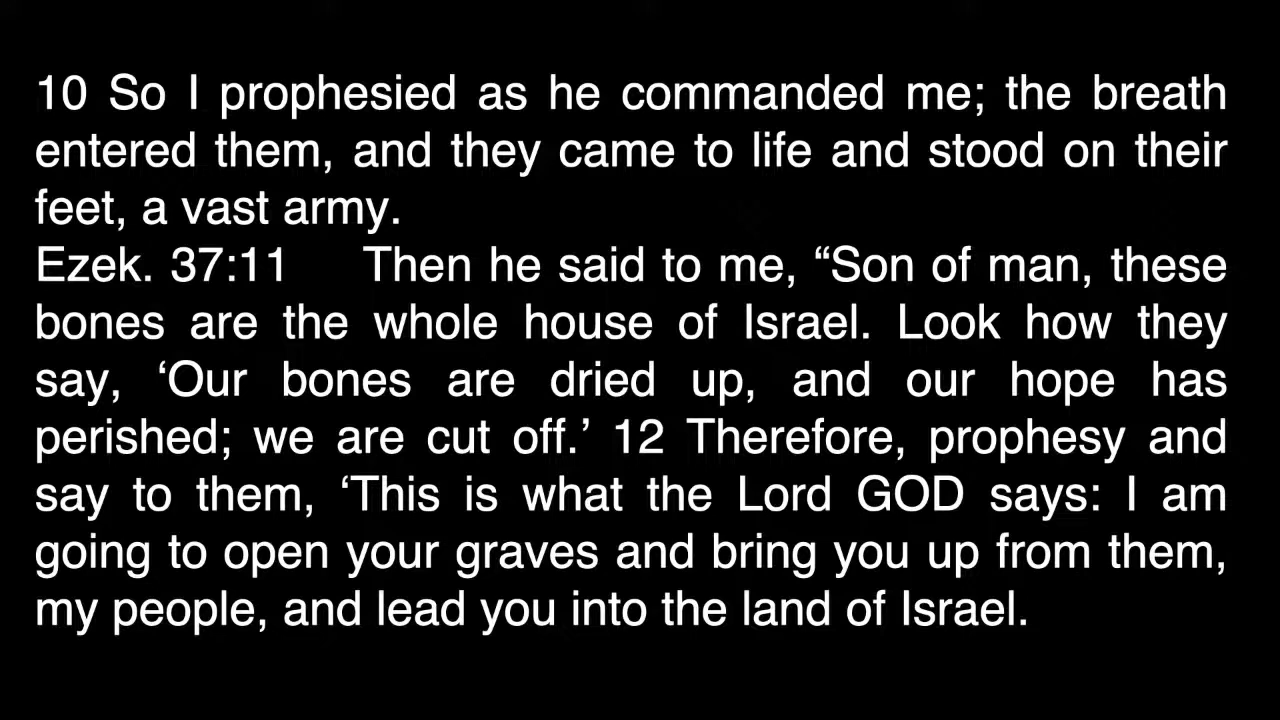 10 So I prophesied as he commanded me; the breath
entered them, and they came to life and stood on their
feet, a vast army.
Ezek. 37:11 Then he said to me, “Son of man, these
bones are the whole house of Israel. Look how they
say, ‘Our bones are dried up, and our hope has
perished; we are cut off.’ 12 Therefore, prophesy and
say to them, ‘This is what the Lord GOD says: I am
going to open your graves and bring you up from them,
my people, and lead you into the land of Israel.